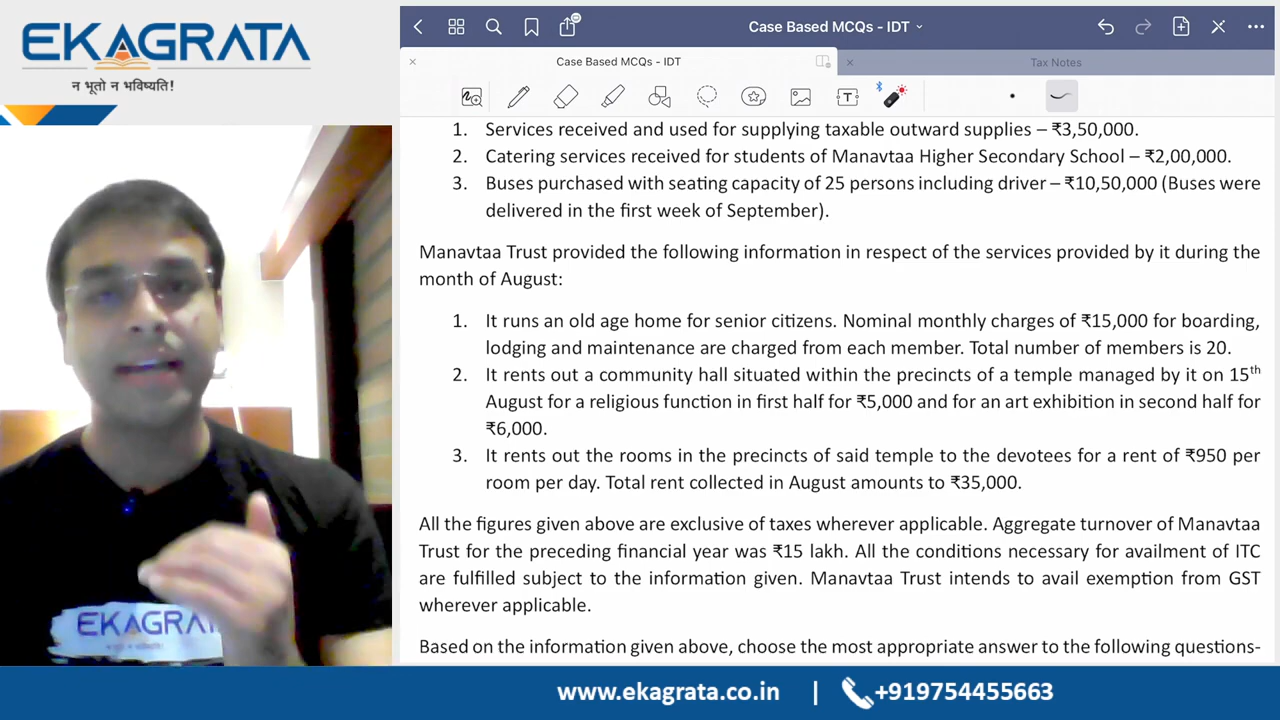 EKAGRATA
न भूतो न भविष्यति!
Case Based MCQs - IDT
Case Based MCQs - IDT
Tax Notes
1. Services received and used for supplying taxable outward supplies – ₹3,50,000.
2. Catering services received for students of Manavtaa Higher Secondary School – ₹2,00,000.
3. Buses purchased with seating capacity of 25 persons including driver – ₹10,50,000 (Buses were
delivered in the first week of September).
Manavtaa Trust provided the following information in respect of the services provided by it during the
month of August:
1. It runs an old age home for senior citizens. Nominal monthly charges of ₹15,000 for boarding,
lodging and maintenance are charged from each member. Total number of members is 20.
2. It rents out a community hall situated within the precincts of a temple managed by it on 15th
August for a religious function in first half for ₹5,000 and for an art exhibition in second half for
₹6,000.
3. It rents out the rooms in the precincts of said temple to the devotees for a rent of ₹950 per
room per day. Total rent collected in August amounts to ₹35,000.
All the figures given above are exclusive of taxes wherever applicable. Aggregate turnover of Manavtaa
Trust for the preceding financial year was ₹15 lakh. All the conditions necessary for availment of ITC
are fulfilled subject to the information given. Manavtaa Trust intends to avail exemption from GST
wherever applicable.
Based on the information given above, choose the most appropriate answer to the following questions-
EKAGRAT
www.ekagrata.co.in | +919754455663